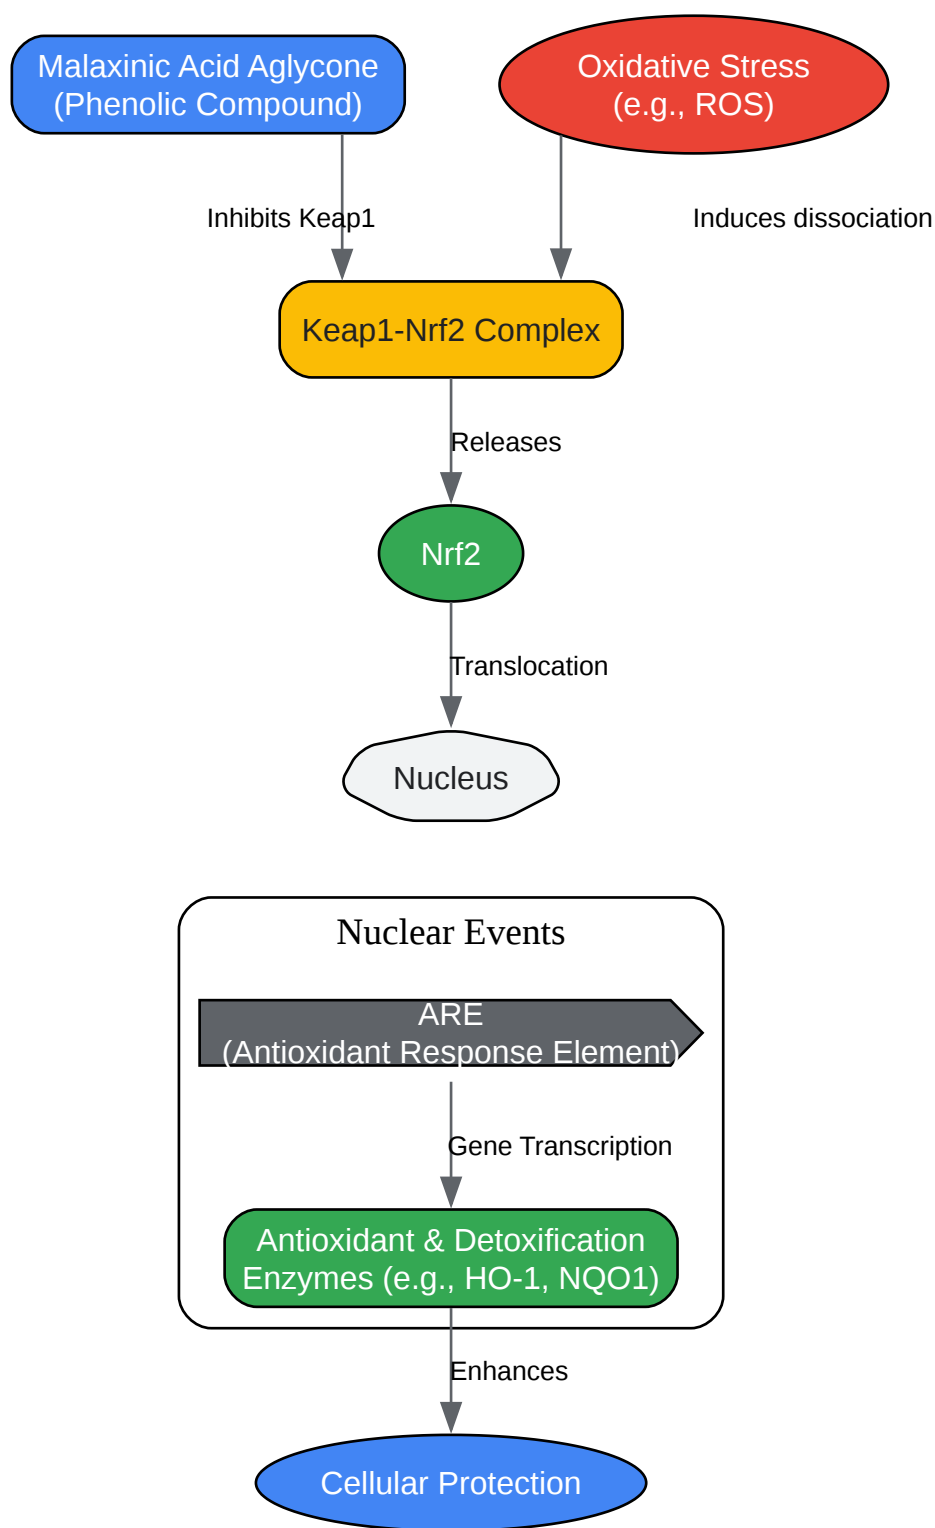 Malaxinic Acid Aglycone
(Phenolic Compound)
Oxidative Stress
(e.g., ROS)
Inhibits Keap1
Induces dissociation
Keap1-Nrf2 Complex
Releases
Nrf2
Translocation
Nucleus
Nuclear Events
ARE
(Antioxidant Response Element)
Gene Transcription
Antioxidant & Detoxification
Enzymes (e.g., HO-1, NQO1)
Enhances
Cellular Protection